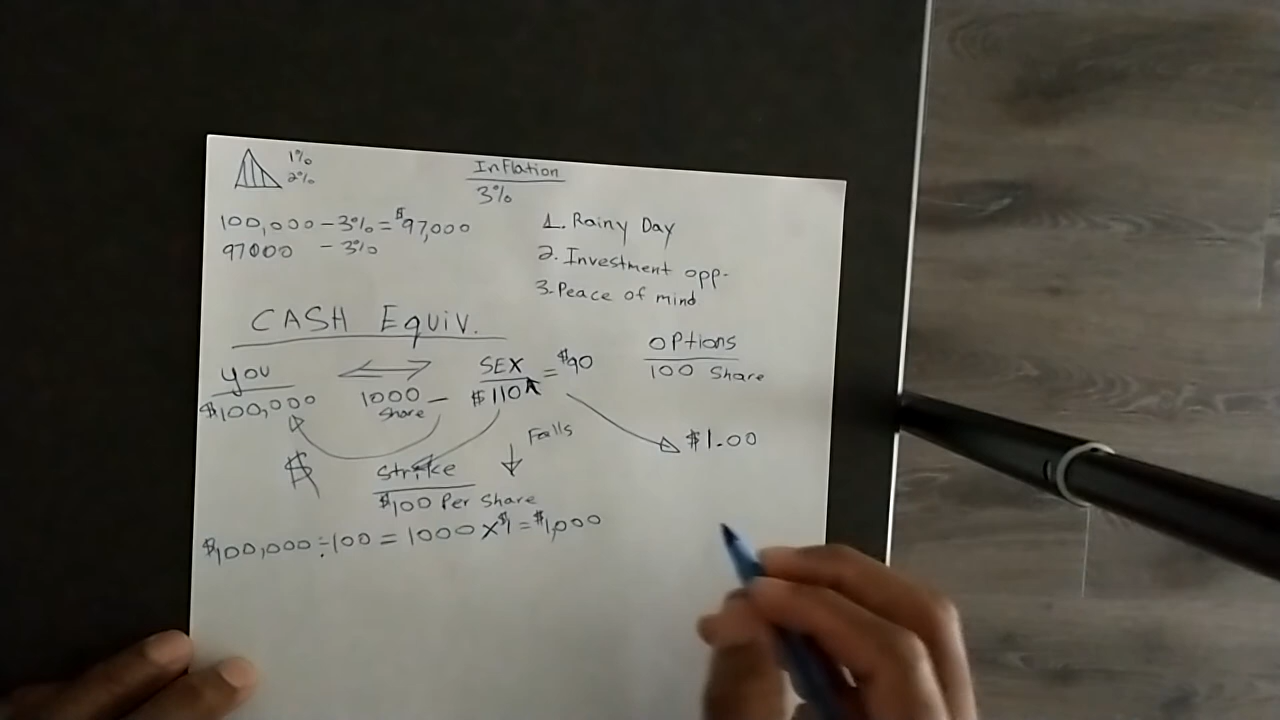 1%
2%
Inflation
3%
100,000 - 3% = $97,000
97000 - 3%
1. Rainy Day
2. Investment opp-
3. Peace of mind
CASH Equiv.
Options
100 Share
you
$100,000
1000
Share
SEX = $90
$110
Falls
$1.00
$
Strike
$100 Per Share
$100,000 ÷ 100 = 1000 x $1 = $1,000